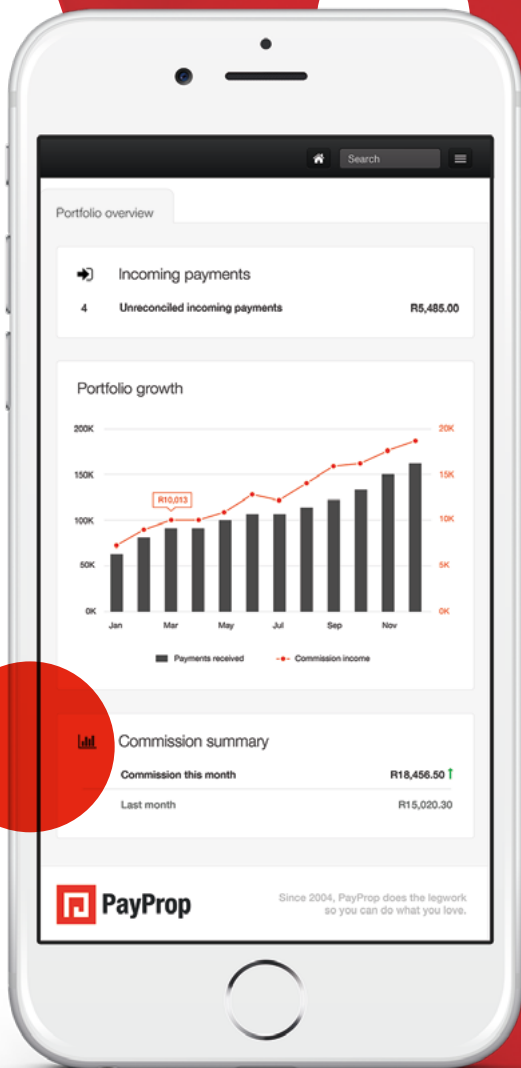 Search
Portfolio overview
Incoming payments
4 Unreconciled incoming payments R5,485.00
Portfolio growth
200K 20K
150K 15K
R10,013
100K 10K
50K 5K
0K 0K
Jan Mar May Jul Sep Nov
Payments received Commission income
Commission summary
Commission this month R18,456.50
Last month R15,020.30
PayProp
Since 2004, PayProp does the legwork
so you can do what you love.